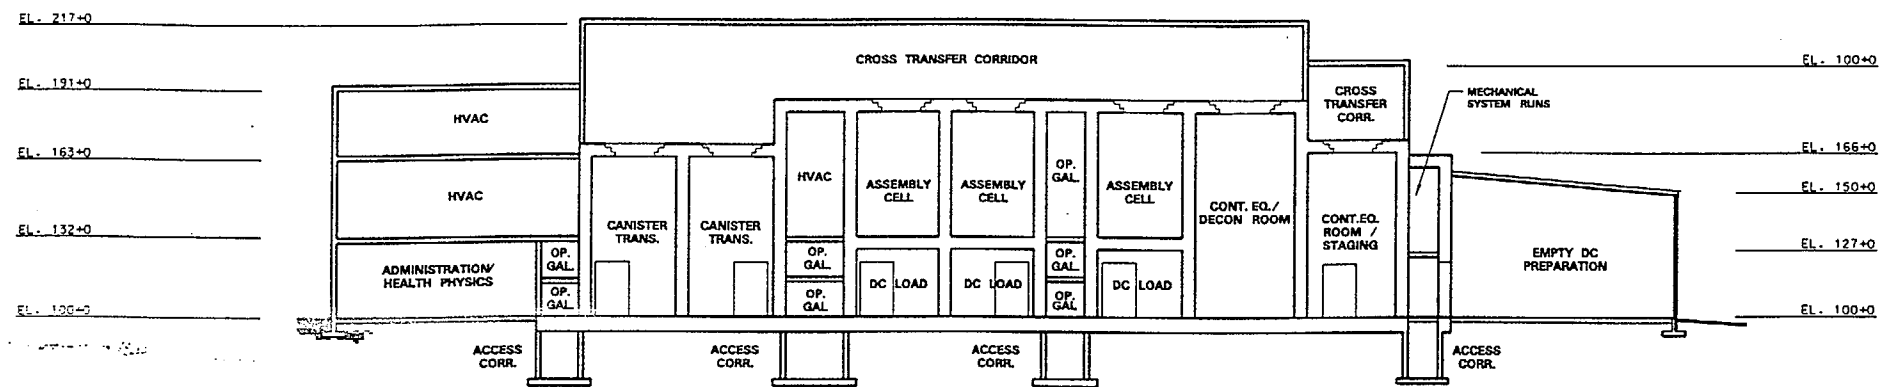 EL. 217+0
CROSS TRANSFER CORRIDOR
EL. 100+0
EL. 191+0
CROSS
TRANSFER
CORR.
MECHANICAL
SYSTEM RUNS
HVAC
EL. 163+0
EL. 166+0
OP.
GAL.
HVAC
ASSEMBLY
CELL
ASSEMBLY
CELL
ASSEMBLY
CELL
EL. 150+0
HVAC
CANISTER
TRANS.
CANISTER
TRANS.
CONT. EQ./
DECON ROOM
CONT.EQ.
ROOM /
STAGING
EL. 132+0
EL. 127+0
OP.
GAL.
OP.
GAL.
OP.
GAL.
EMPTY DC
PREPARATION
ADMINISTRATION/
HEALTH PHYSICS
DC LOAD
DC LOAD
DC LOAD
OP.
GAL.
OP.
GAL.
OP.
GAL.
EL. 100+0
EL. 100+0
ACCESS
CORR.
ACCESS
CORR.
ACCESS
CORR.
ACCESS
CORR.